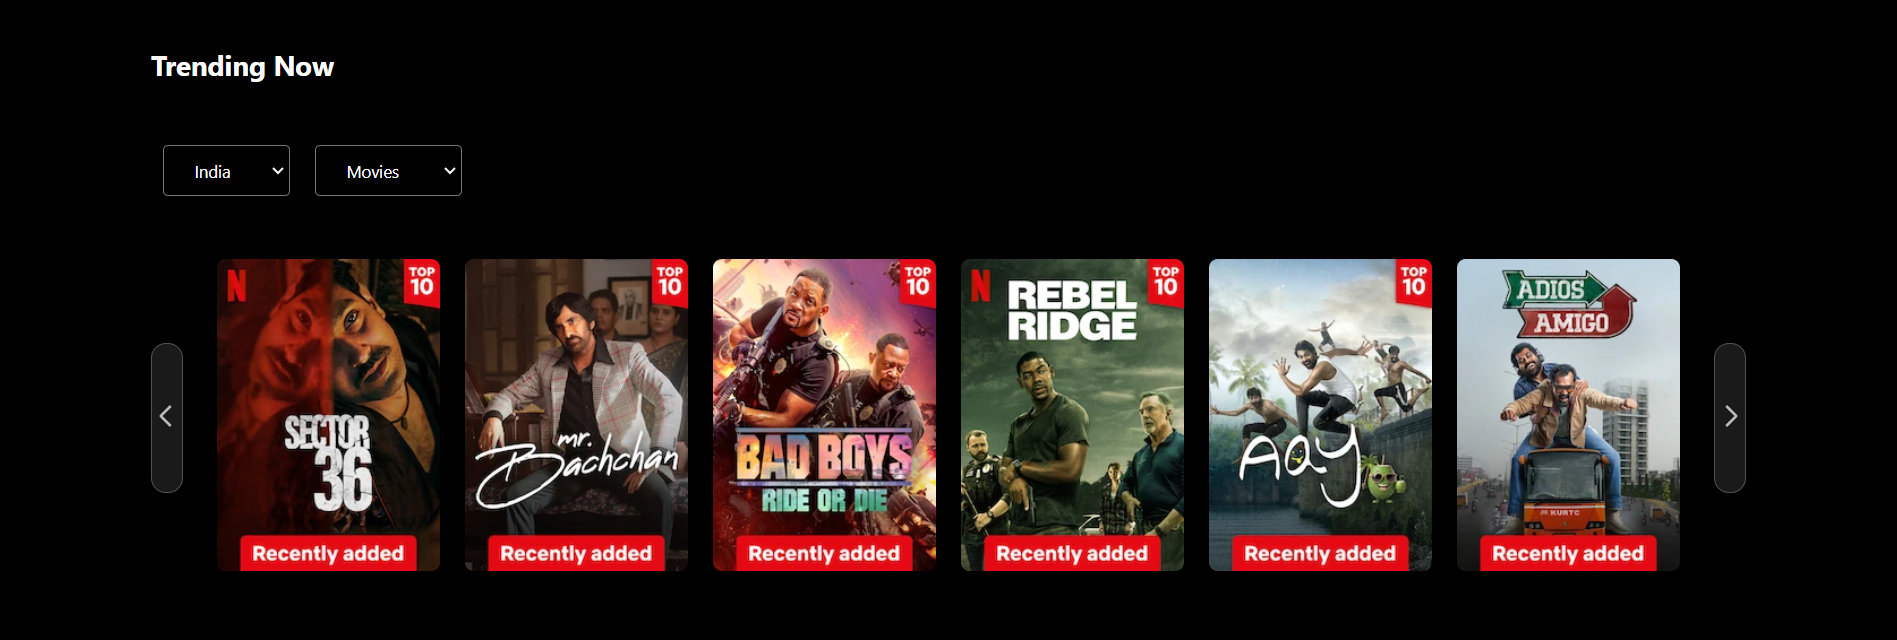 Trending Now
India
Movies
N
TOP
10
SECTOR
36
Recently added
TOP
10
mr.
Bachchan
Recently added
TOP
10
BAD BOYS
RIDE OR DIE
Recently added
N
TOP
10
REBEL
RIDGE
Recently added
TOP
10
AAY
Recently added
ADIOS
AMIGO
KURTC
Recently added